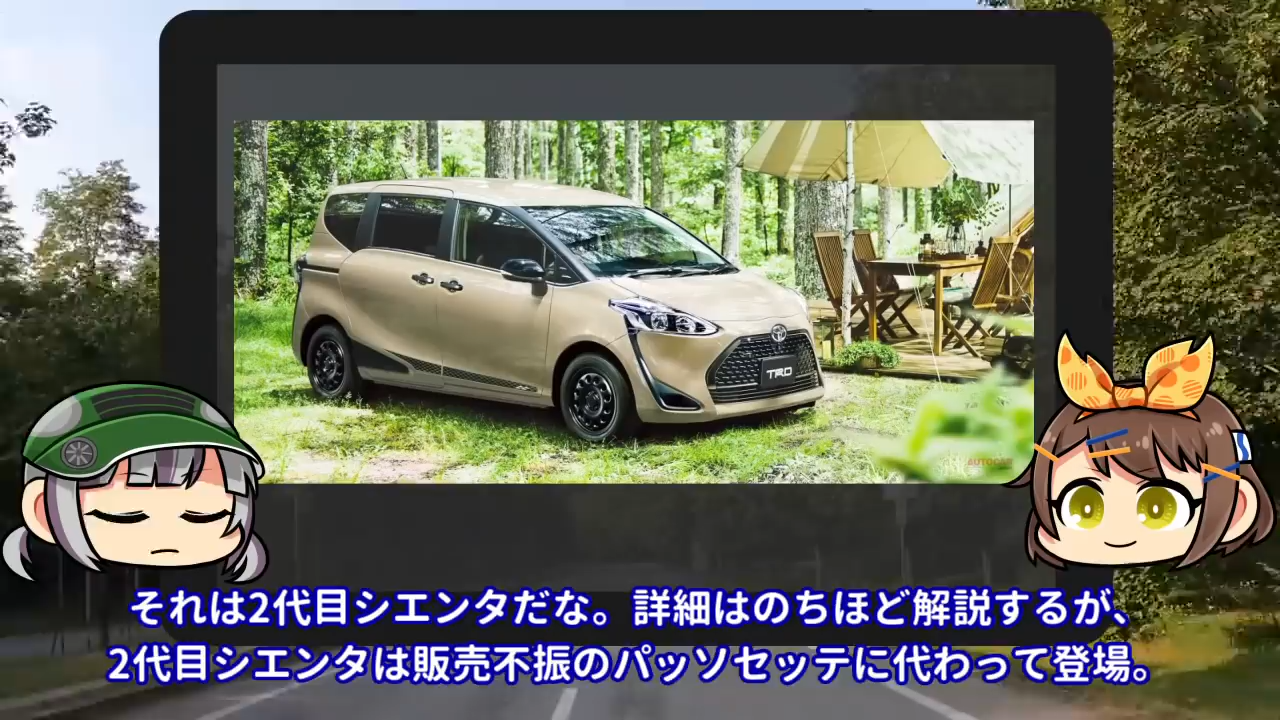 TRD
AUTOCAR
それは2代目シエンタだな。詳細はのちほど解説するが、
2代目シエンタは販売不振のパッソセッテに代わって登場。